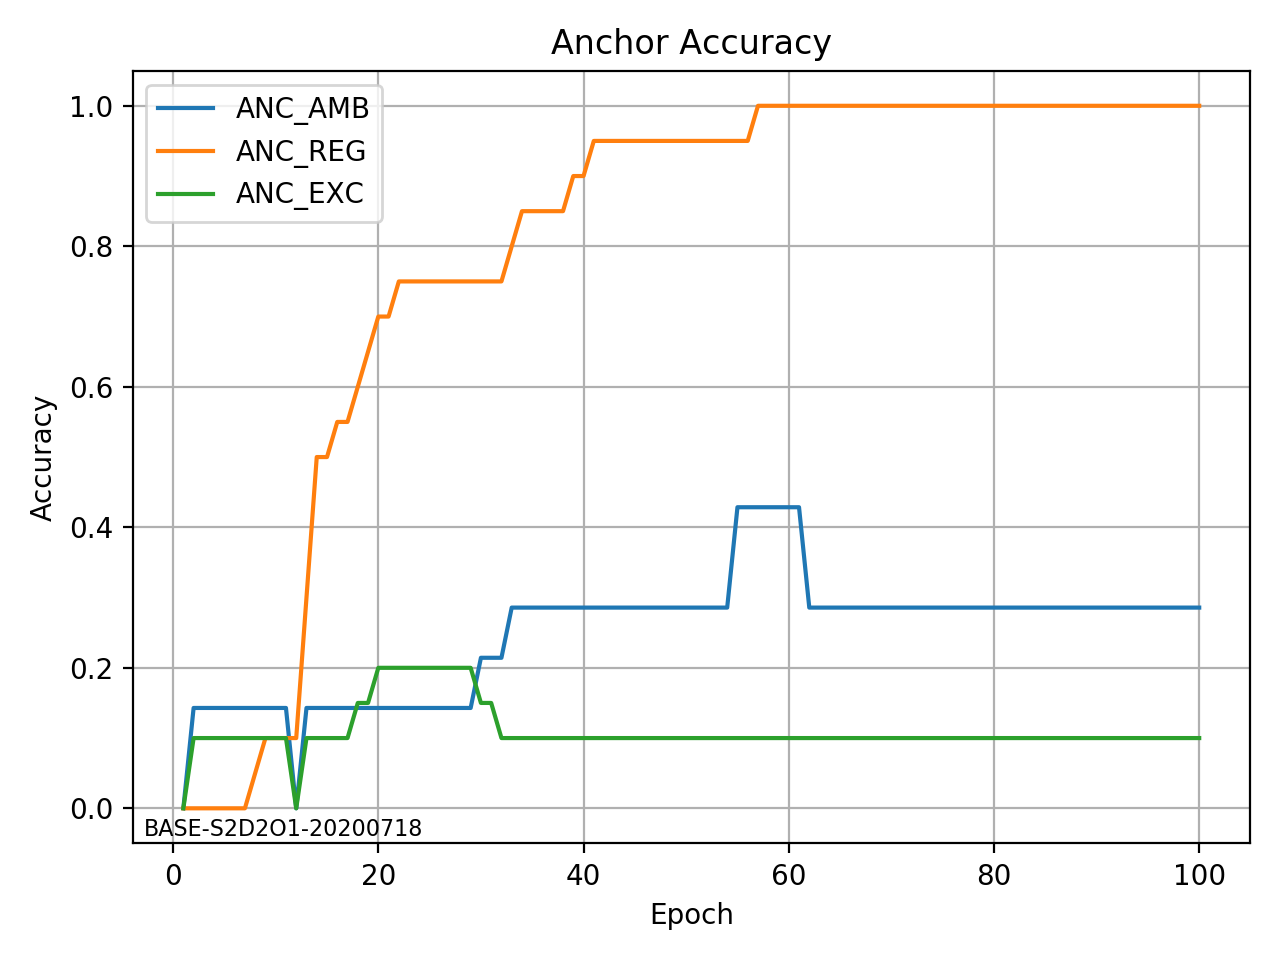 Anchor Accuracy
ANC_AMB
ANC_REG
ANC_EXC
1.0
0.8
0.6
0.4
0.2
0.0
Accuracy
BASE-S2D2O1-20200718
0 20 40 60 80 100
Epoch